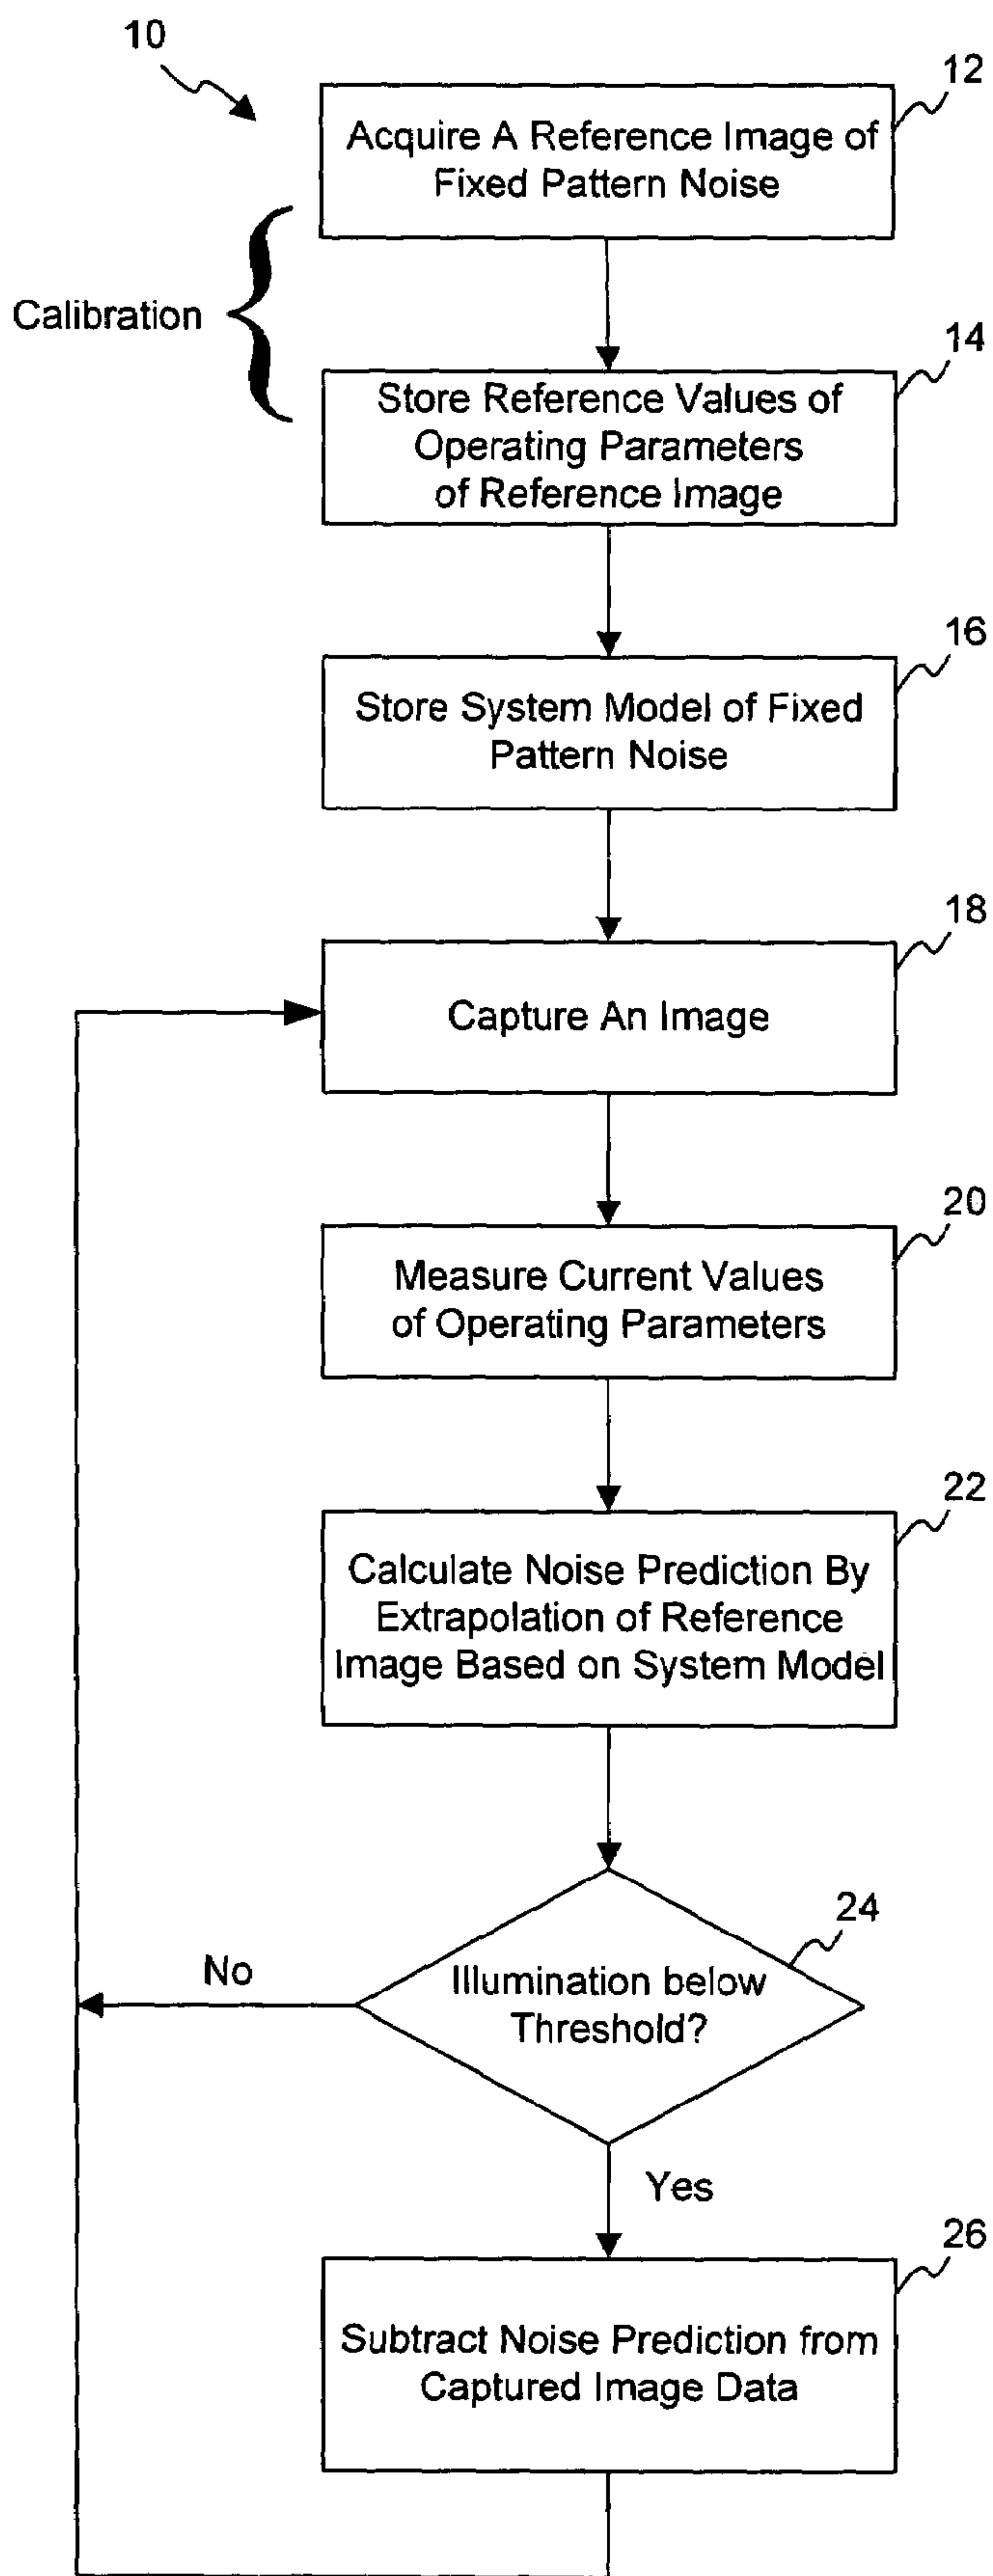 10
12
Acquire A Reference Image of
Fixed Pattern Noise
Calibration
14
Store Reference Values of
Operating Parameters
of Reference Image
16
Store System Model of Fixed
Pattern Noise
18
Capture An Image
20
Measure Current Values
of Operating Parameters
22
Calculate Noise Prediction By
Extrapolation of Reference
Image Based on System Model
24
No
Illumination below
Threshold?
Yes
26
Subtract Noise Prediction from
Captured Image Data